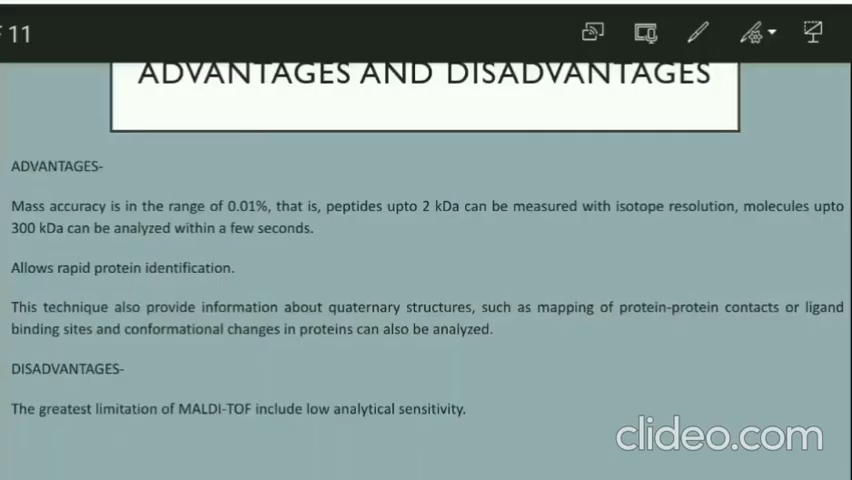 11
ADVANTAGES AND DISADVANTAGES
ADVANTAGES-
Mass accuracy is in the range of 0.01%, that is, peptides upto 2 kDa can be measured with isotope resolution, molecules upto
300 kDa can be analyzed within a few seconds.
Allows rapid protein identification.
This technique also provide information about quaternary structures, such as mapping of protein-protein contacts or ligand
binding sites and conformational changes in proteins can also be analyzed.
DISADVANTAGES-
The greatest limitation of MALDI-TOF include low analytical sensitivity.
clideo.com